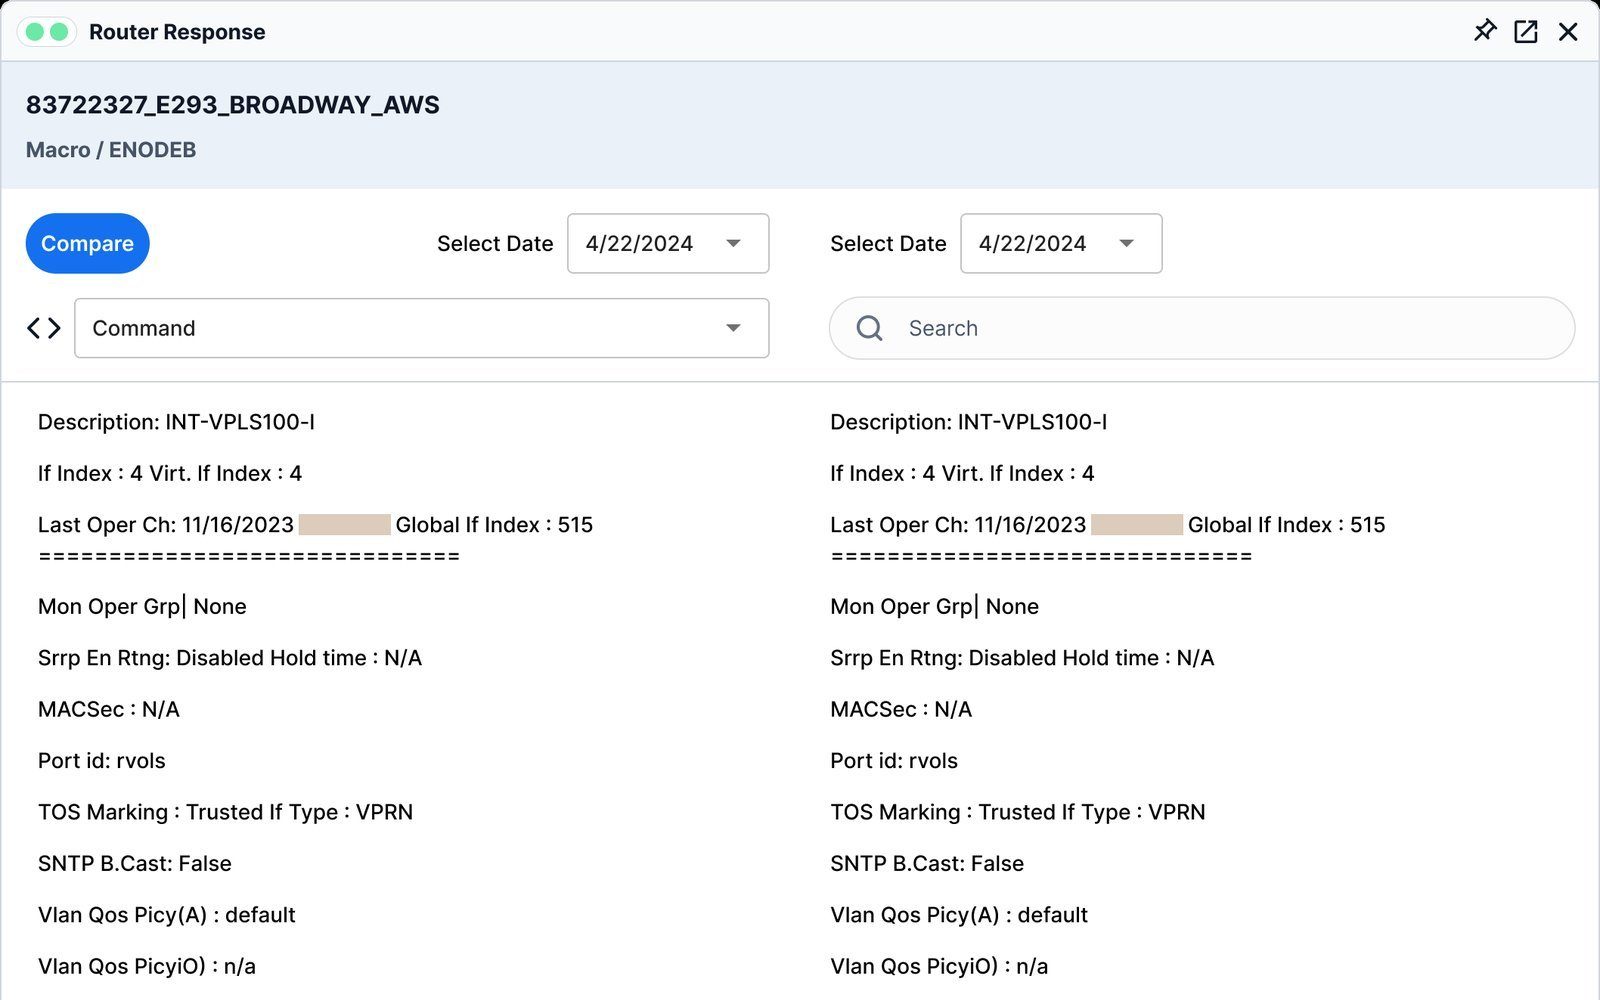 Router Response
83722327_E293_BROADWAY_AWS
Macro / ENODEB
Compare
Select Date 4/22/2024
Select Date 4/22/2024
Command
Search
Description: INT-VPLS100-I
If Index : 4 Virt. If Index : 4
Last Oper Ch: 11/16/2023 Global If Index : 515
==============================
Mon Oper Grp| None
Srrp En Rtng: Disabled Hold time : N/A
MACSec : N/A
Port id: rvols
TOS Marking : Trusted If Type : VPRN
SNTP B.Cast: False
Vlan Qos Picy(A) : default
Vlan Qos PicyiO) : n/a
Description: INT-VPLS100-I
If Index : 4 Virt. If Index : 4
Last Oper Ch: 11/16/2023 Global If Index : 515
==============================
Mon Oper Grp| None
Srrp En Rtng: Disabled Hold time : N/A
MACSec : N/A
Port id: rvols
TOS Marking : Trusted If Type : VPRN
SNTP B.Cast: False
Vlan Qos Picy(A) : default
Vlan Qos PicyiO) : n/a